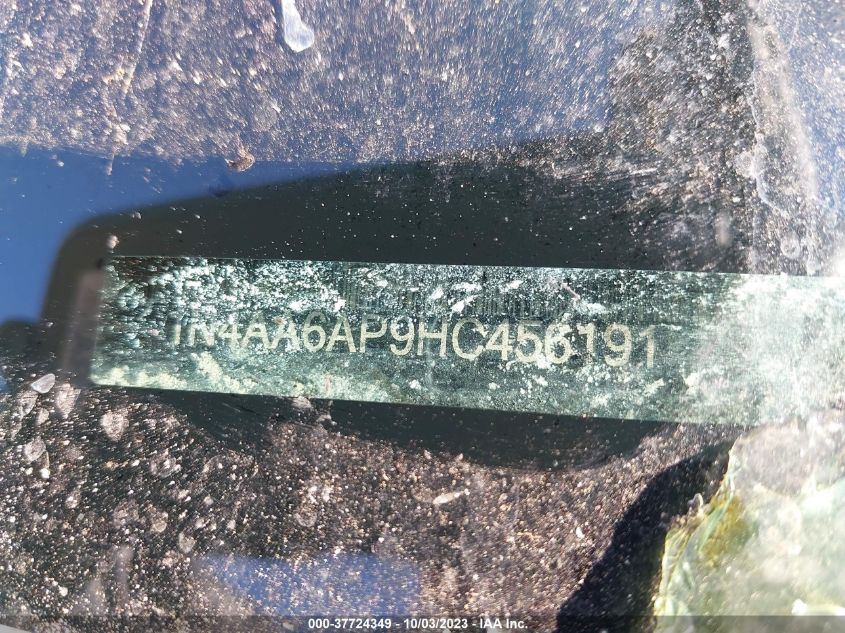 1N4AA6AP9HC456191
000-37724349 - 10/03/2023 - IAA Inc.